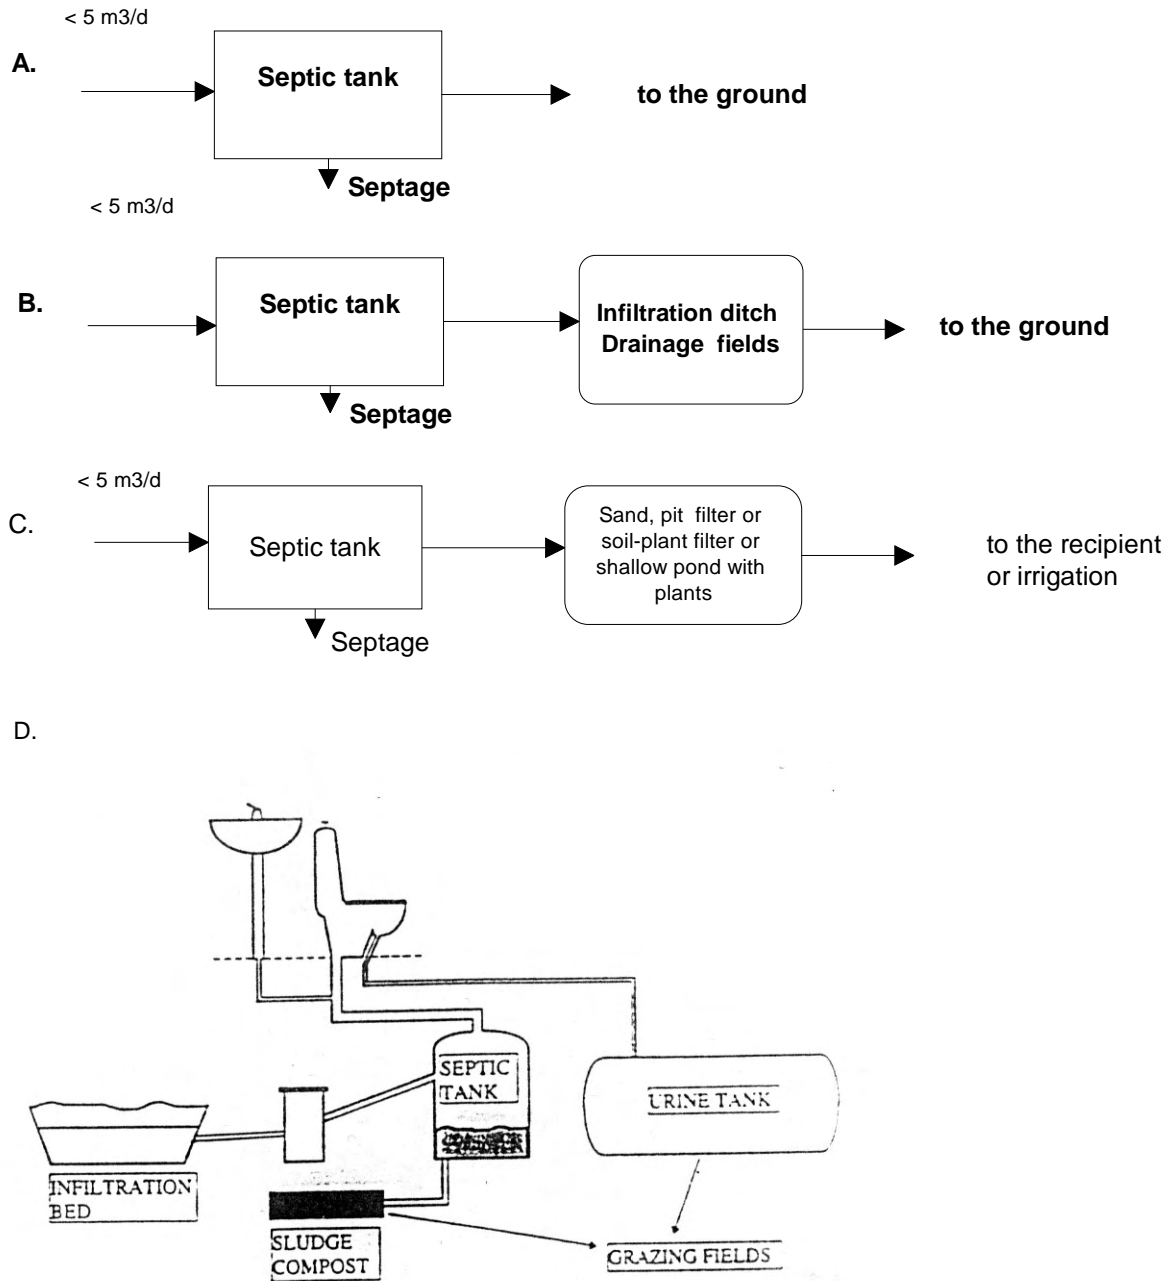 < 5 m3/d
A.
Septic tank
to the ground
Septage
< 5 m3/d
B.
Septic tank
Infiltration ditch
Drainage fields
to the ground
Septage
< 5 m3/d
C.
Septic tank
Sand, pit filter or
soil-plant filter or
shallow pond with
plants
to the recipient
or irrigation
Septage
D.
SEPTIC
TANK
URINE TANK
INFILTRATION
BED
SLUDGE
COMPOST
GRAZING FIELDS